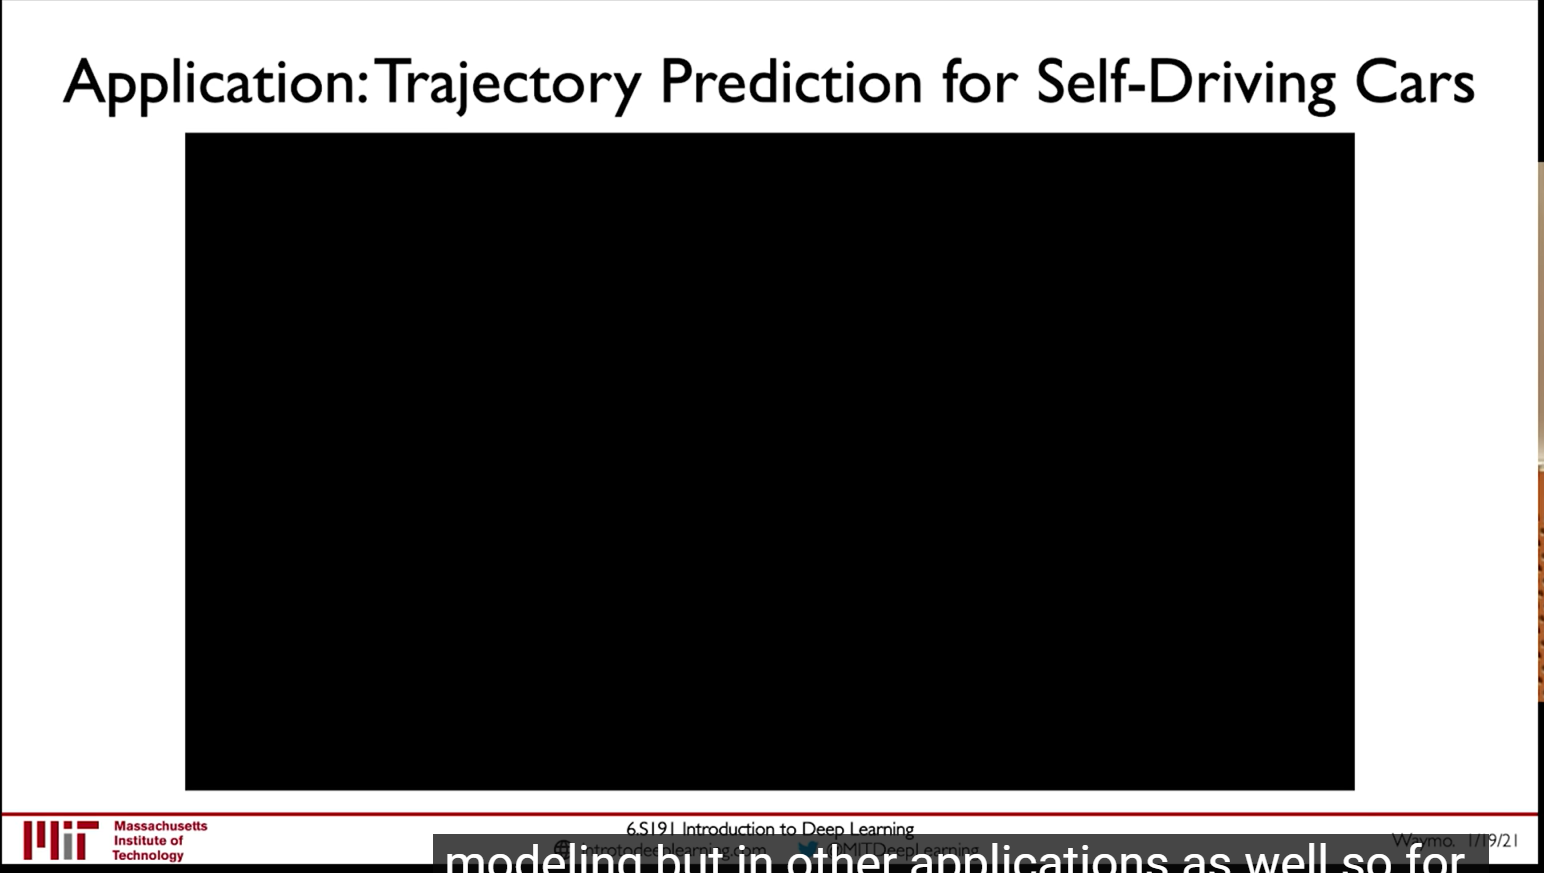 Application: Trajectory Prediction for Self-Driving Cars
Massachusetts
Institute of
Technology
6.S191 Introduction to Deep Learning
introtodeeplearning.com @MITDeepLearning
Waymo. 1/19/21
modeling but in other applications as well so for